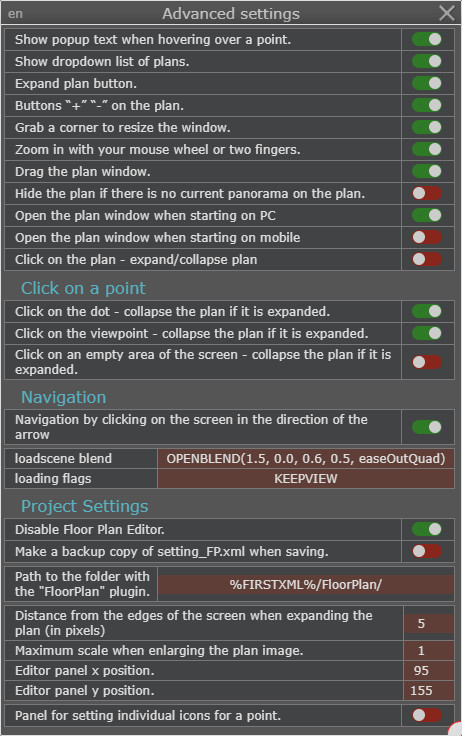 en
Advanced settings
Show popup text when hovering over a point.
Show dropdown list of plans.
Expand plan button.
Buttons “+” “-” on the plan.
Grab a corner to resize the window.
Zoom in with your mouse wheel or two fingers.
Drag the plan window.
Hide the plan if there is no current panorama on the plan.
Open the plan window when starting on PC
Open the plan window when starting on mobile
Click on the plan - expand/collapse plan
Click on a point
Click on the dot - collapse the plan if it is expanded.
Click on the viewpoint - collapse the plan if it is expanded.
Click on an empty area of the screen - collapse the plan if it is
expanded.
Navigation
Navigation by clicking on the screen in the direction of the
arrow
loadscene blend
OPENBLEND(1.5, 0.0, 0.6, 0.5, easeOutQuad)
loading flags
KEEPVIEW
Project Settings
Disable Floor Plan Editor.
Make a backup copy of setting_FP.xml when saving.
Path to the folder with
the "FloorPlan" plugin.
%FIRSTXML%/FloorPlan/
Distance from the edges of the screen when expanding the
plan (in pixels)
5
Maximum scale when enlarging the plan image.
1
Editor panel x position.
95
Editor panel y position.
155
Panel for setting individual icons for a point.